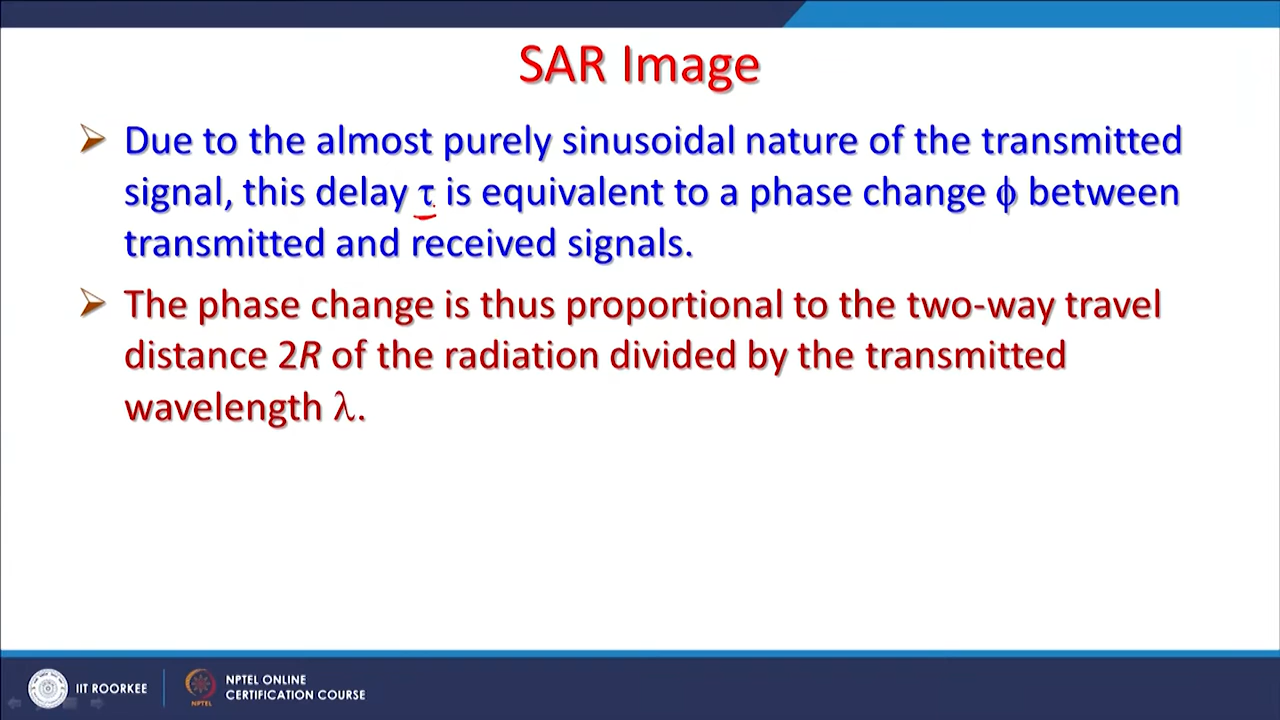 SAR Image
Due to the almost purely sinusoidal nature of the transmitted
signal, this delay τ is equivalent to a phase change ϕ between
transmitted and received signals.
The phase change is thus proportional to the two-way travel
distance 2R of the radiation divided by the transmitted
wavelength λ.
IIT ROORKEE
NPTEL
NPTEL ONLINE
CERTIFICATION COURSE